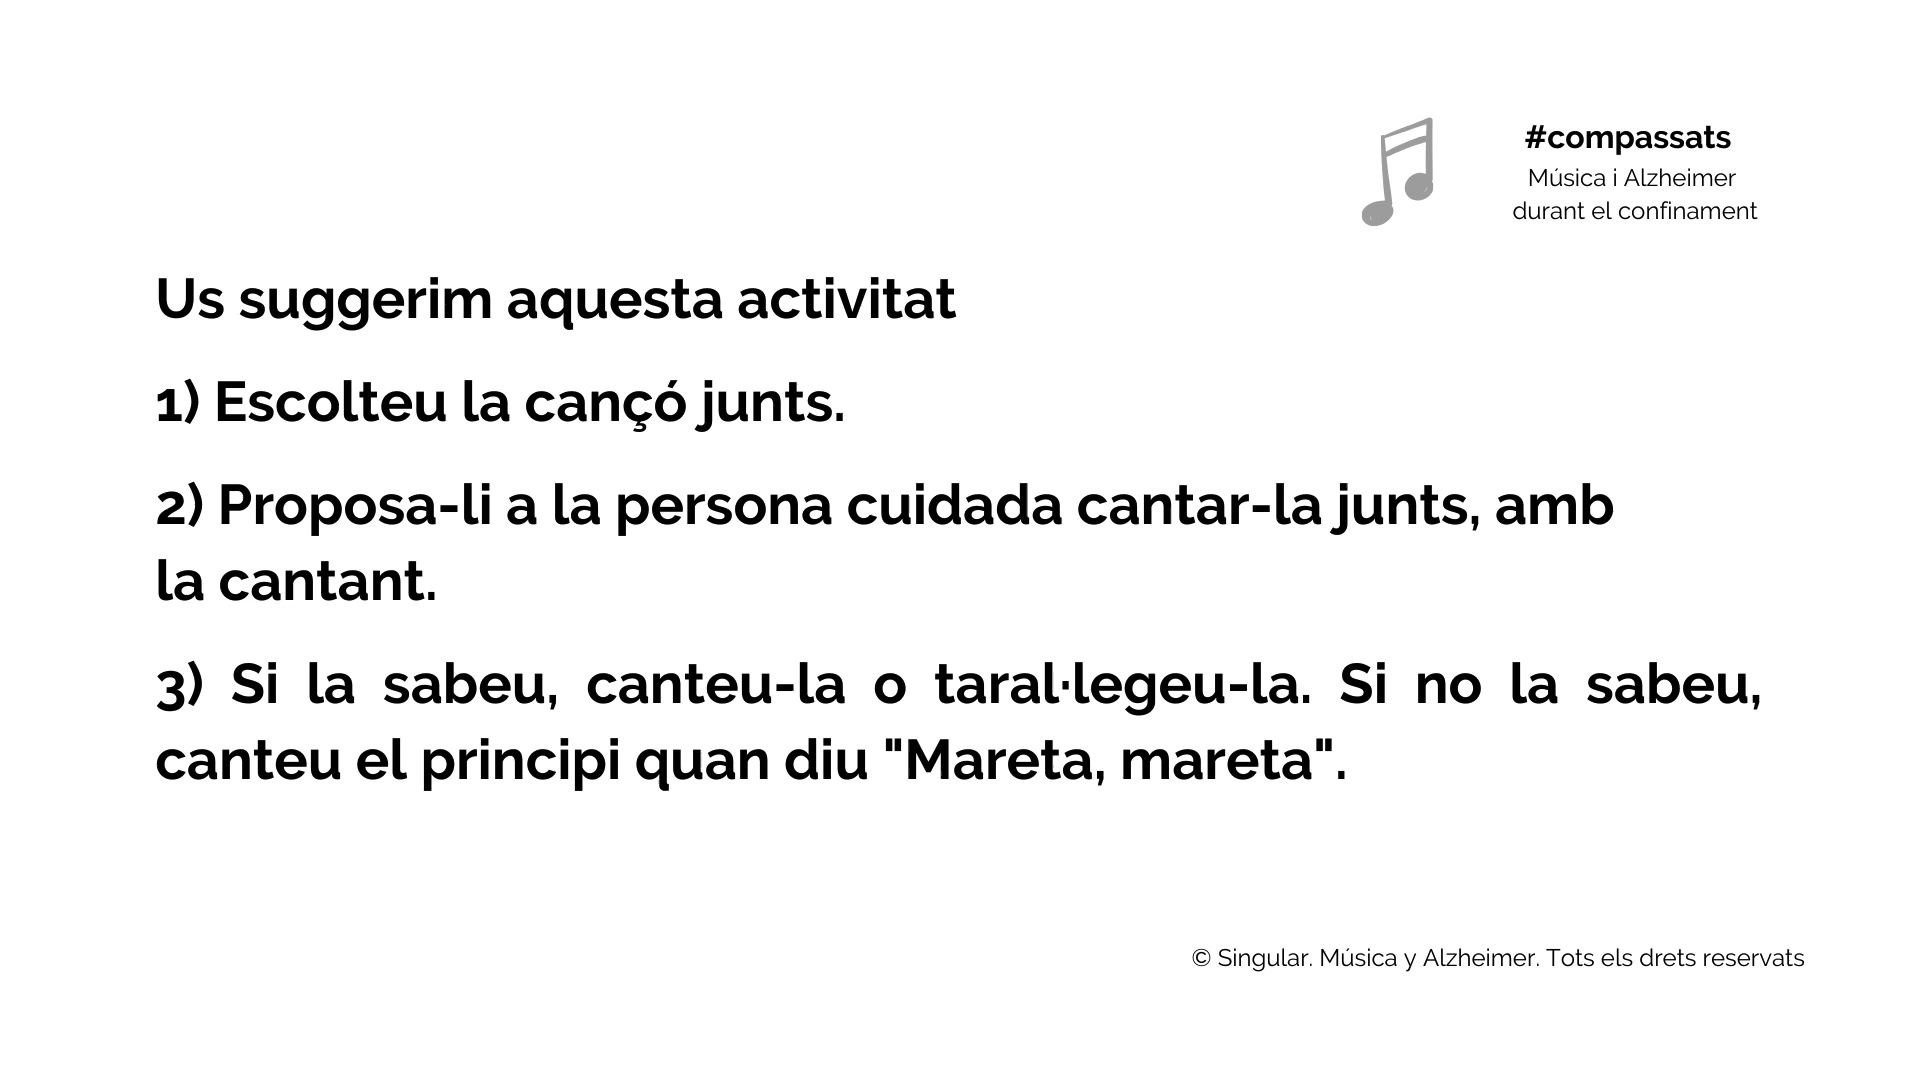 #compassats
Música i Alzheimer
durant el confinament
Us suggerim aquesta activitat
1) Escolteu la cançó junts.
2) Proposa-li a la persona cuidada cantar-la junts, amb
la cantant.
3) Si la sabeu, canteu-la o taral·legeu-la. Si no la sabeu,
canteu el principi quan diu "Mareta, mareta".
© Singular. Música y Alzheimer. Tots els drets reservats